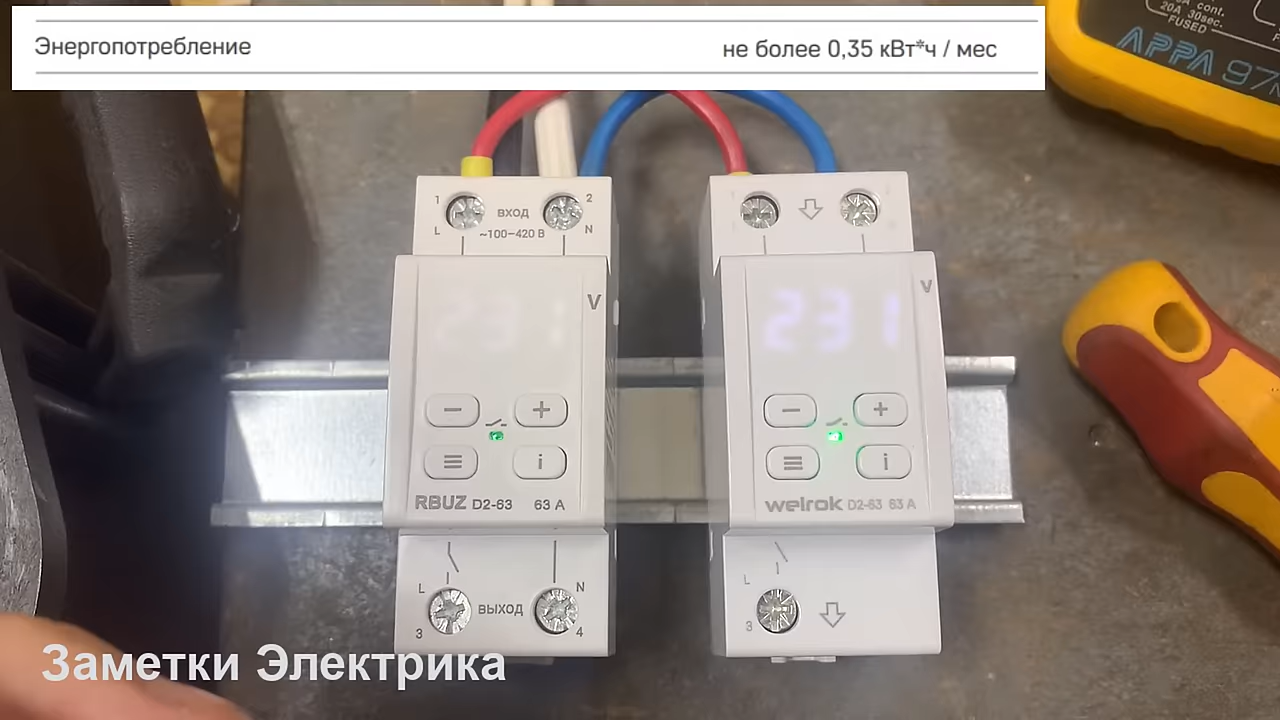 Энергопотребление
не более 0,35 кВт*ч / мес
cont.
20A 30sec.
FUSED
APPA 97
1 ВХОД 2
L ~100–420 В N
231
V
− +
≡ i
RBUZ D2-63 63 A
L N
ВЫХОД
3 4
231
V
− +
≡ i
welrok D2-63 63 A
L
3
Заметки Электрика